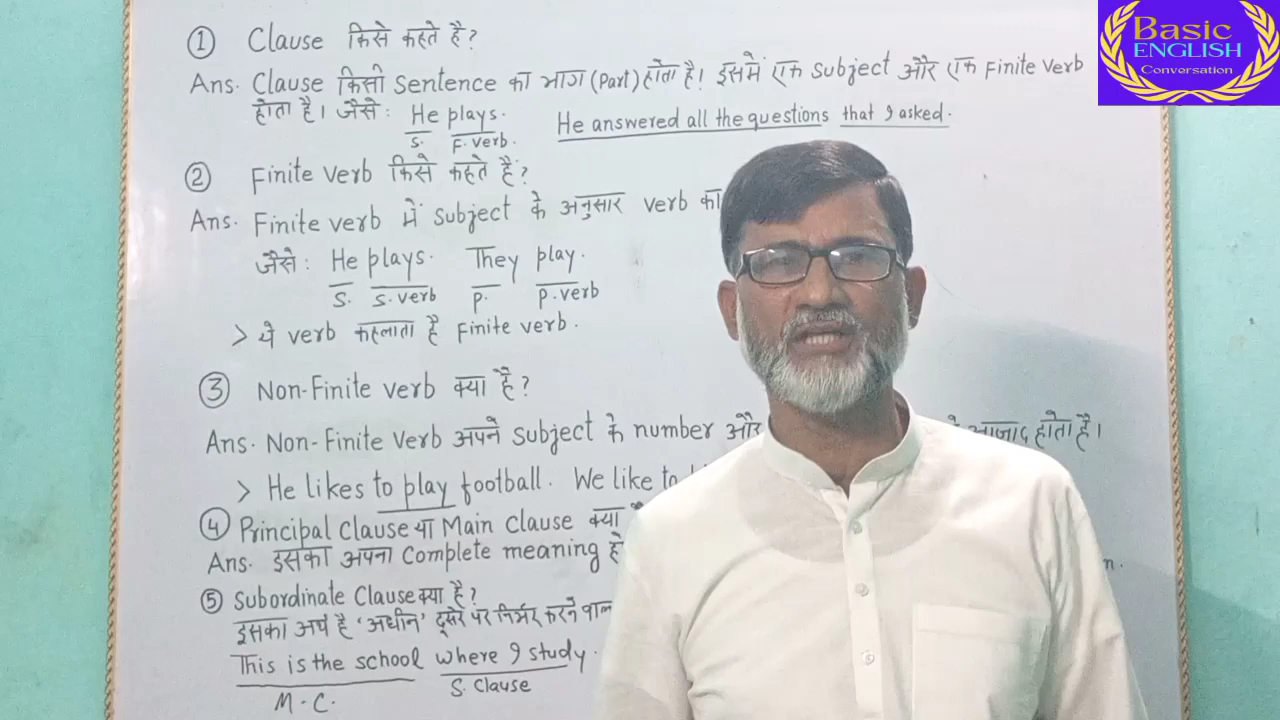 ① Clause किसे कहते है?
Ans. Clause किसी Sentence का भाग (Part) होता है! इसमें एक Subject और एक Finite verb
होता है। जैसे: He plays.
S. F. verb.
He answered all the questions that I asked.
② Finite verb किसे कहते हैं?
Ans. Finite verb में Subject के अनुसार verb का
जैसे: He plays. They play.
S. S. verb P. P. verb
> ये verb कहलाता है Finite verb.
③ Non-Finite verb क्या है?
Ans. Non-Finite verb अपने Subject के number और आजाद होता है।
> He likes to play football. We like to
④ Principal Clause या Main Clause क्या
Ans. इसका अपना Complete meaning
⑤ Subordinate Clause क्या है?
इसका अर्थ है 'अधीन' दूसरे पर निर्भर करने
This is the school where I study.
M.C. S. Clause
Basic
ENGLISH
Conversation